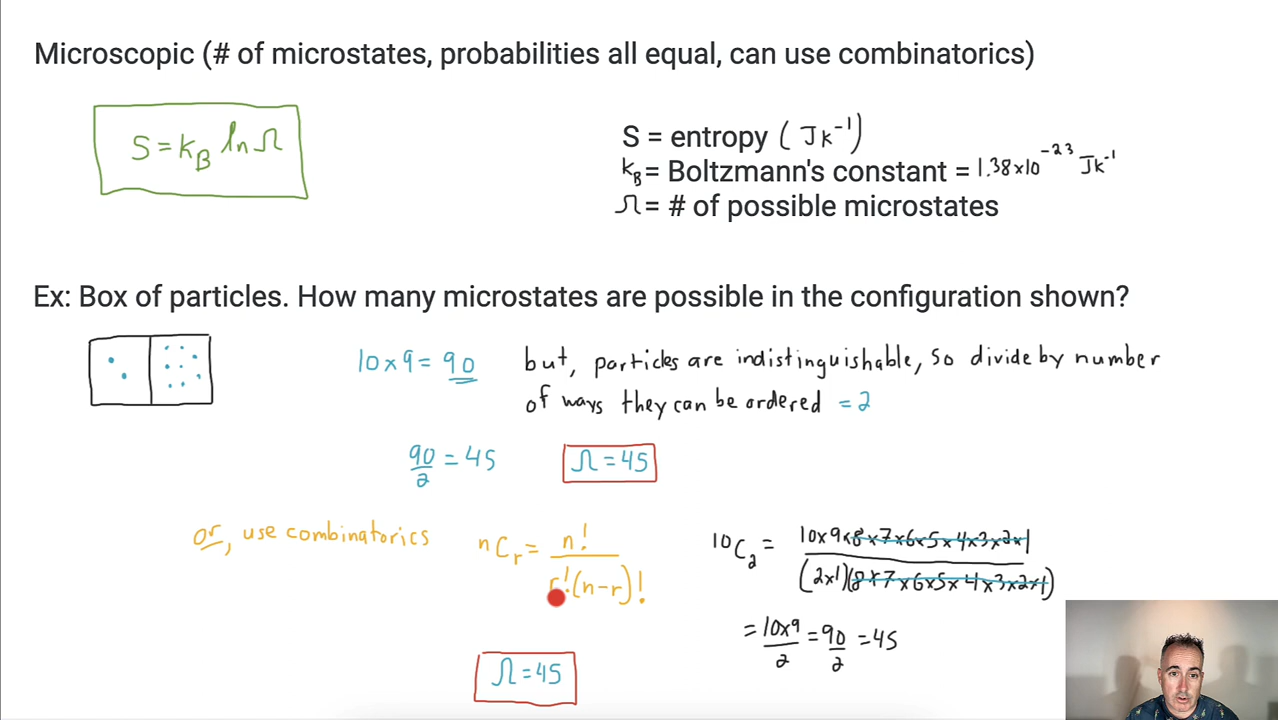 Microscopic (# of microstates, probabilities all equal, can use combinatorics)
S = k_B ln Ω
S = entropy (Jk⁻¹)
k_B = Boltzmann's constant = 1.38×10⁻²³ Jk⁻¹
Ω = # of possible microstates
Ex: Box of particles. How many microstates are possible in the configuration shown?
10 × 9 = 90
but, particles are indistinguishable, so divide by number
of ways they can be ordered = 2
90/2 = 45
Ω = 45
or, use combinatorics
nCr = n!/r!(n-r)!
10C2 = 10×9×8×7×6×5×4×3×2×1/(2×1)(8×7×6×5×4×3×2×1)
= 10×9/2 = 90/2 = 45
Ω = 45